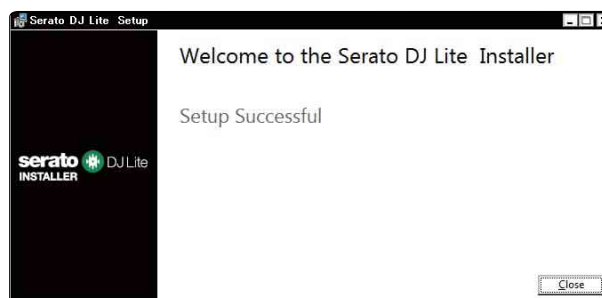 Serato DJ Lite Setup
Welcome to the Serato DJ Lite Installer
Setup Successful
serato DJ Lite
INSTALLER
Close